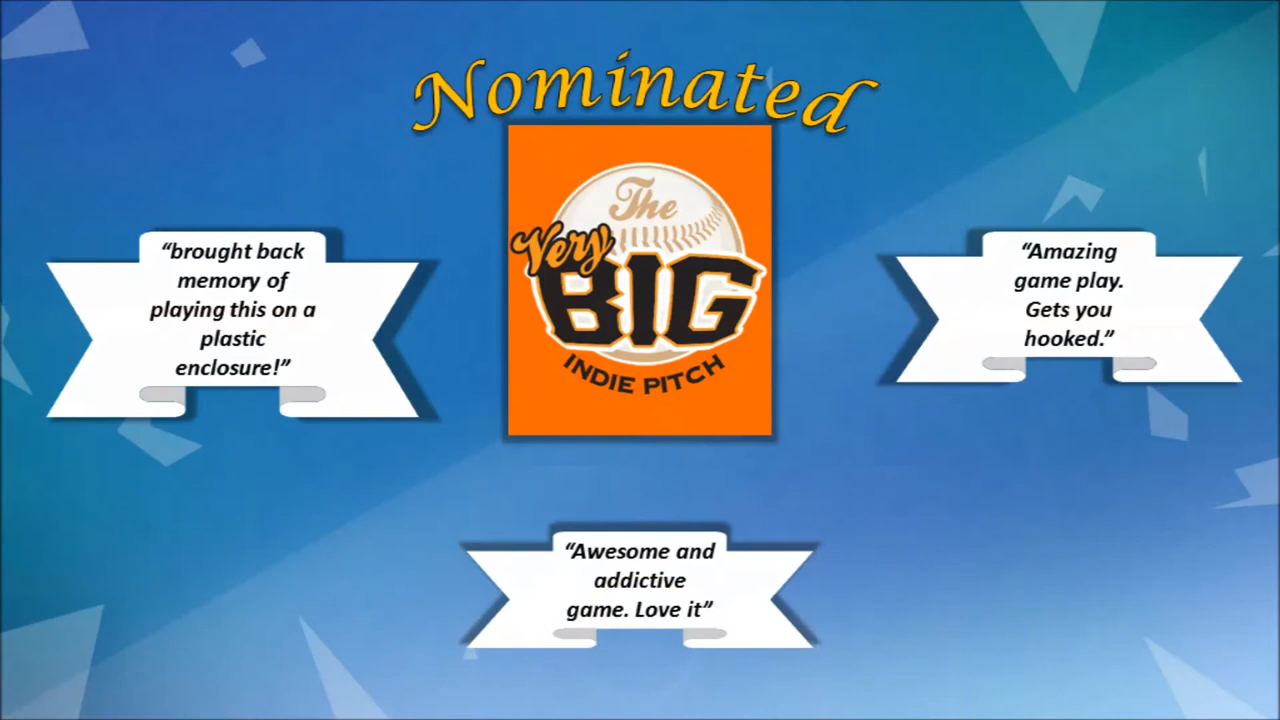 Nominated
The
Very
BIG
INDIE PITCH
“brought back
memory of
playing this on a
plastic
enclosure!”
“Amazing
game play.
Gets you
hooked.”
“Awesome and
addictive
game. Love it”